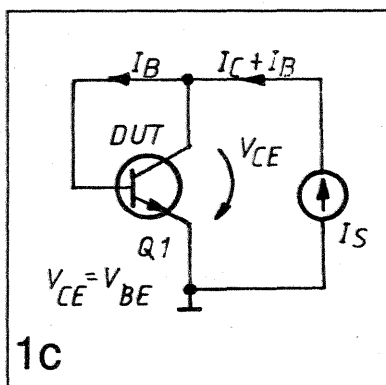 I_B I_C + I_B
DUT
V_CE
Q1
I_S
V_CE = V_BE
1c